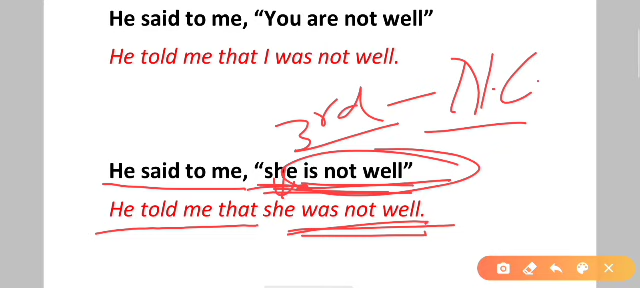 He said to me, “You are not well”
He told me that I was not well.
3rd — N.C.
He said to me, “she is not well”
He told me that she was not well.